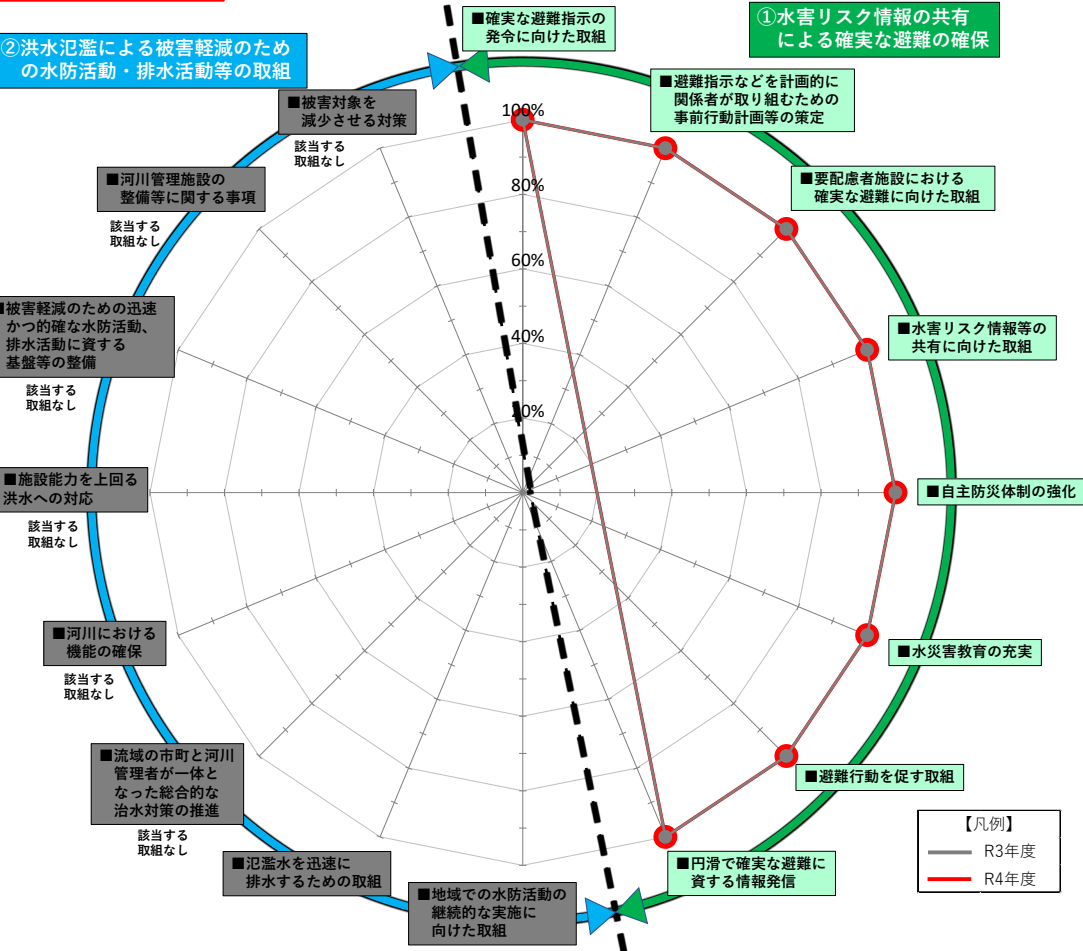 ②洪水氾濫による被害軽減のため
の水防活動・排水活動等の取組
①水害リスク情報の共有
による確実な避難の確保
■確実な避難指示の
発令に向けた取組
■避難指示などを計画的に
関係者が取り組むための
事前行動計画等の策定
■要配慮者施設における
確実な避難に向けた取組
■水害リスク情報等の
共有に向けた取組
■自主防災体制の強化
■水災害教育の充実
■避難行動を促す取組
■円滑で確実な避難に
資する情報発信
■地域での水防活動の
継続的な実施に
向けた取組
■氾濫水を迅速に
排水するための取組
■流域の市町と河川
管理者が一体と
なった総合的な
治水対策の推進
該当する
取組なし
■河川における
機能の確保
該当する
取組なし
■施設能力を上回る
洪水への対応
該当する
取組なし
■被害軽減のための迅速
かつ的確な水防活動、
排水活動に資する
基盤等の整備
該当する
取組なし
■河川管理施設の
整備等に関する事項
該当する
取組なし
■被害対象を
減少させる対策
該当する
取組なし
100%
80%
60%
40%
20%
【凡例】
R3年度
R4年度